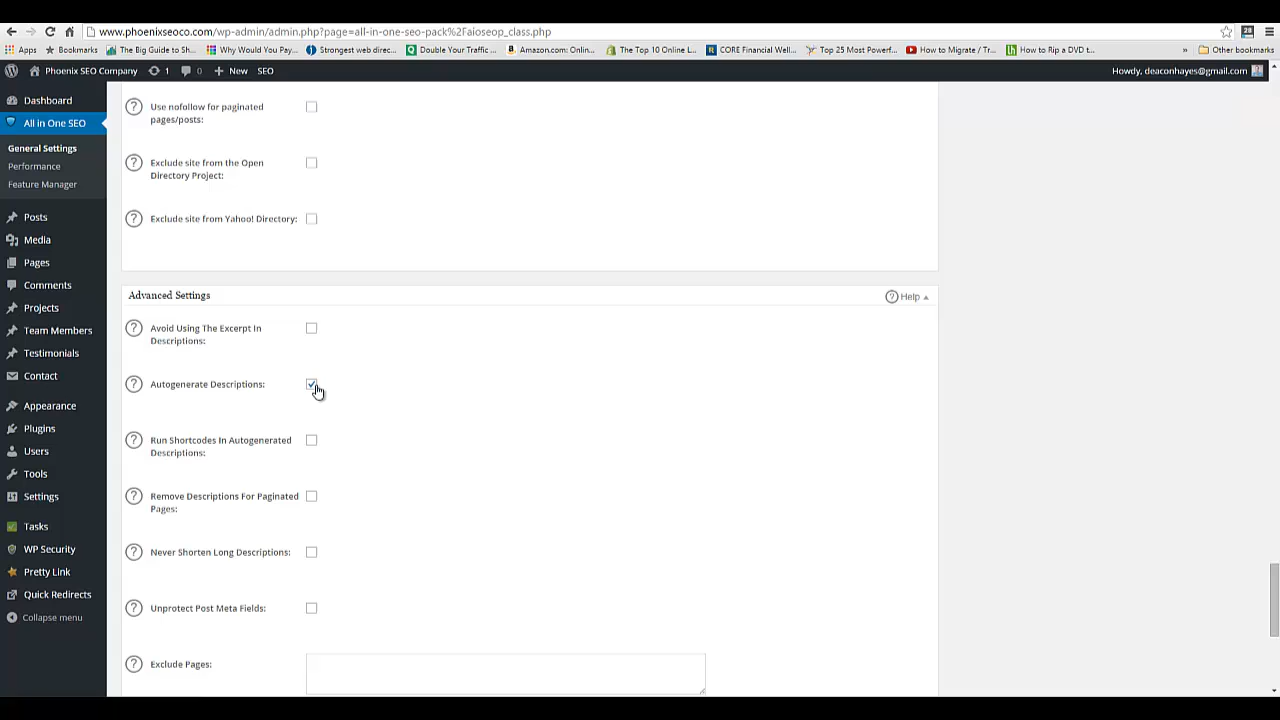 www.phoenixseoco.com/wp-admin/admin.php?page=all-in-one-seo-pack%2Faioseop_class.php
Apps Bookmarks The Big Guide to Sh... Why Would You Pay... Strongest web direc... Double Your Traffic ... Amazon.com: Onlin... The Top 10 Online L... CORE Financial Well... Top 25 Most Powerf... How to Migrate / Tr... How to Rip a DVD t... » Other bookmarks
Phoenix SEO Company 1 0 + New SEO Howdy, deaconhayes@gmail.com
Dashboard
All in One SEO
General Settings
Performance
Feature Manager
Posts
Media
Pages
Comments
Projects
Team Members
Testimonials
Contact
Appearance
Plugins
Users
Tools
Settings
Tasks
WP Security
Pretty Link
Quick Redirects
Collapse menu
? Use nofollow for paginated
pages/posts:
? Exclude site from the Open
Directory Project:
? Exclude site from Yahoo! Directory:
Advanced Settings ? Help
? Avoid Using The Excerpt In
Descriptions:
? Autogenerate Descriptions:
? Run Shortcodes In Autogenerated
Descriptions:
? Remove Descriptions For Paginated
Pages:
? Never Shorten Long Descriptions:
? Unprotect Post Meta Fields:
? Exclude Pages: